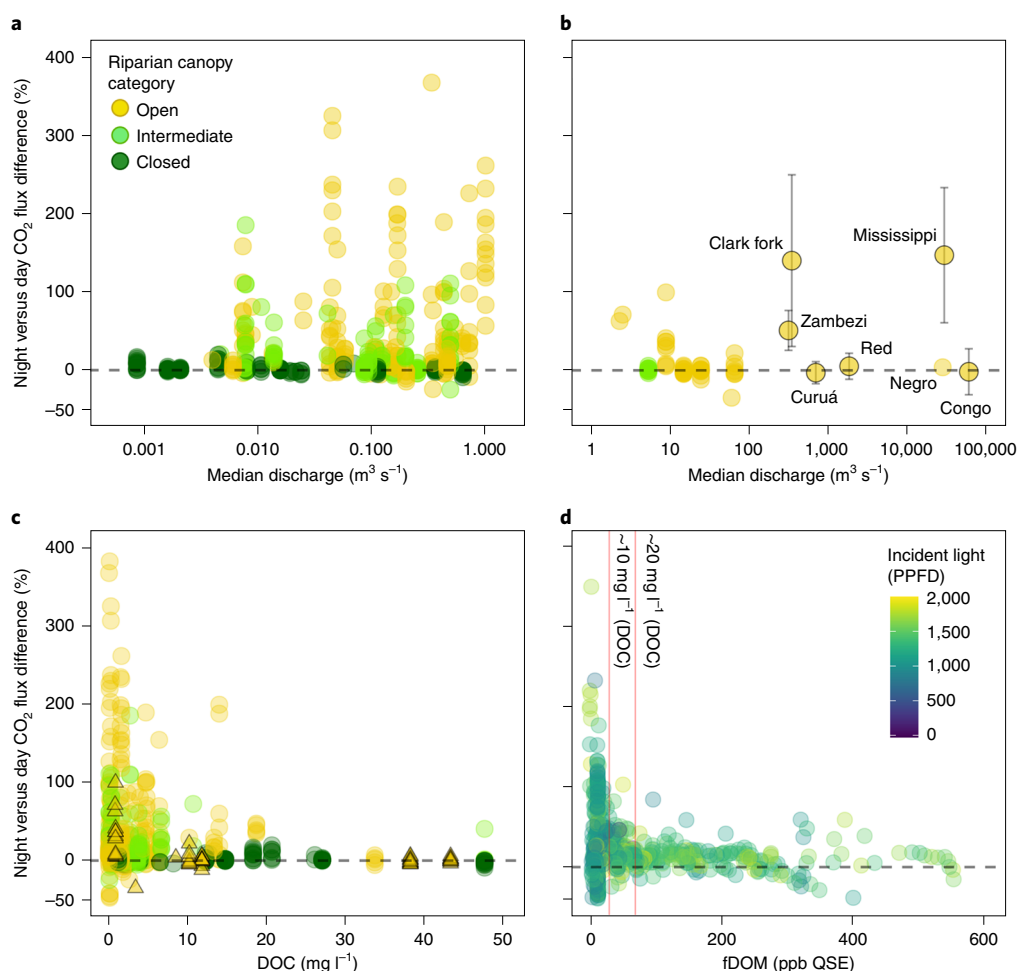 a
Night versus day CO2 flux difference (%)
400
300
200
100
0
−50
Riparian canopy
category
Open
Intermediate
Closed
0.001
0.010
0.100
1.000
Median discharge (m³ s⁻¹)
b
Clark fork
Mississippi
Zambezi
Red
Curuá
Negro
Congo
1
10
100
1,000
10,000
100,000
Median discharge (m³ s⁻¹)
c
Night versus day CO2 flux difference (%)
400
300
200
100
0
−50
0
10
20
30
40
50
DOC (mg l⁻¹)
d
~10 mg l⁻¹ (DOC)
~20 mg l⁻¹ (DOC)
Incident light
(PPFD)
2,000
1,500
1,000
500
0
0
200
400
600
fDOM (ppb QSE)